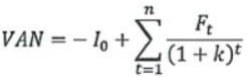 VAN = − I₀ + ∑ₜ₌₁ⁿ Fₜ / (1 + k)ᵗ